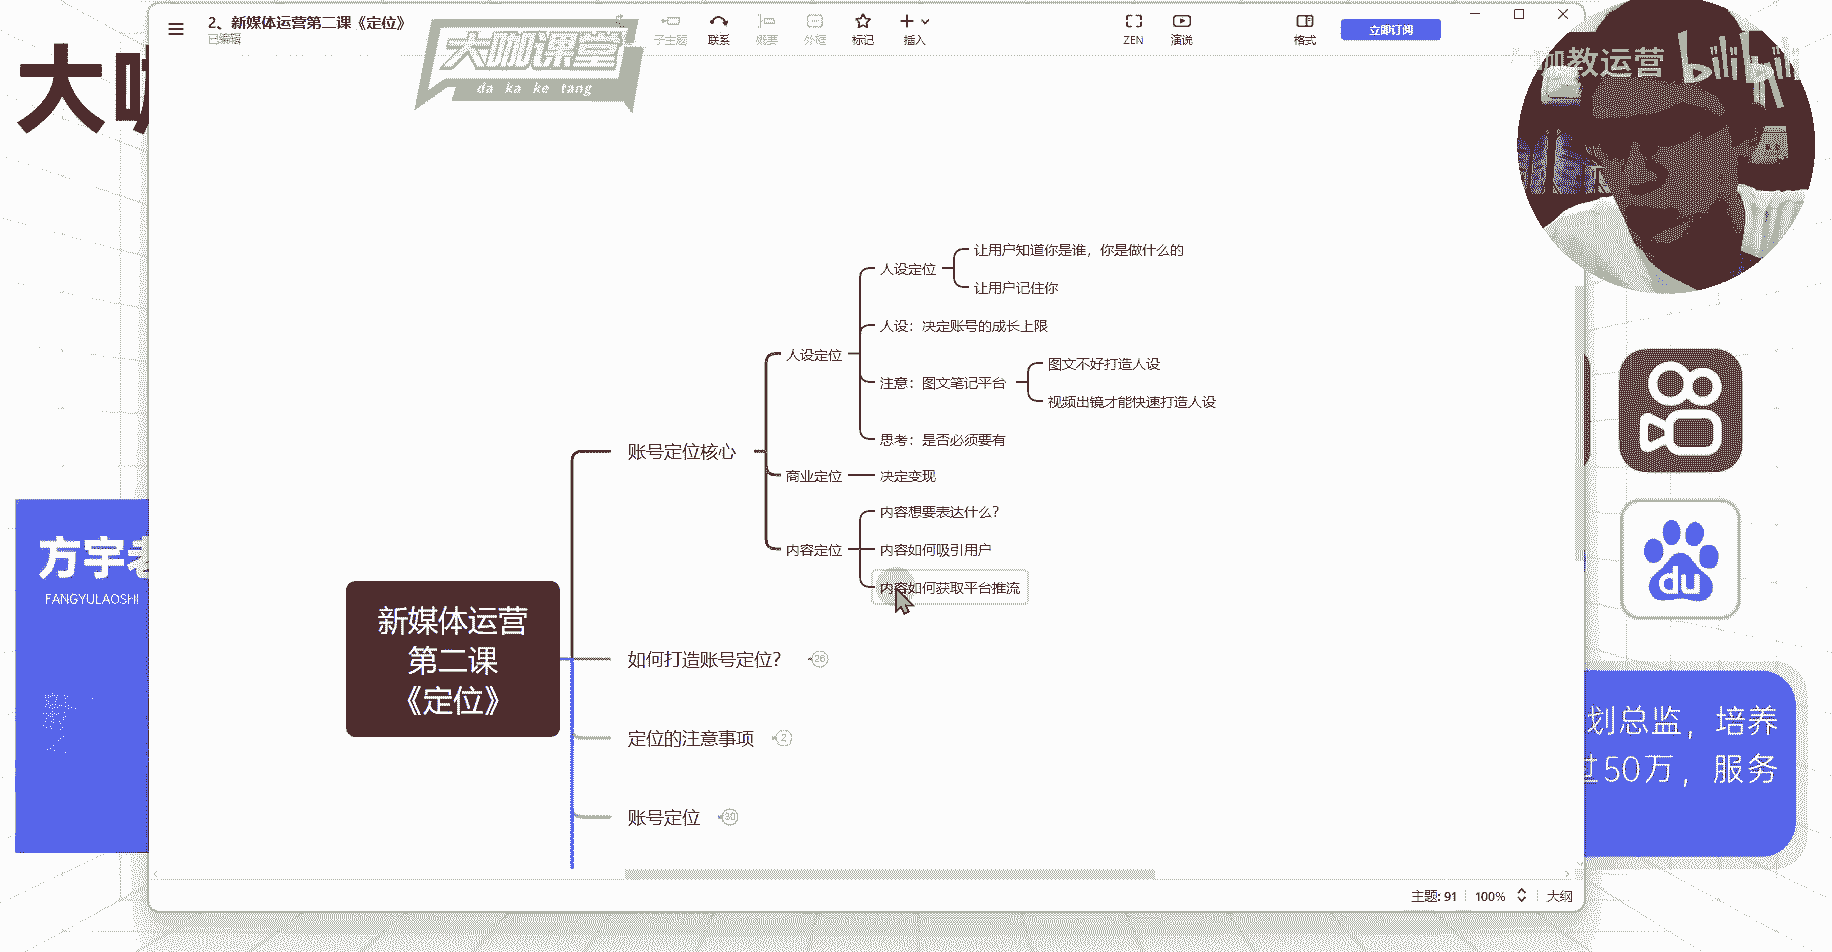 2、新媒体运营第二课《定位》
已编辑
子主题
联系
概要
外框
标记
插入
ZEN
演说
格式
立即订阅
大咖课堂
da ka ke tang
咖教运营
bilibili
大咖
让用户知道你是谁，你是做什么的
人设定位
让用户记住你
人设：决定账号的成长上限
人设定位
图文不好打造人设
注意：图文笔记平台
视频出镜才能快速打造人设
思考：是否必须要有
账号定位核心
商业定位
决定变现
内容想要表达什么？
内容定位
内容如何吸引用户
内容如何获取平台推流
新媒体运营
第二课
《定位》
如何打造账号定位？
26
定位的注意事项
2
账号定位
30
方宇老
FANGYULAOSHI
du
划总监，培养
过50万，服务
主题: 91
100%
大纲